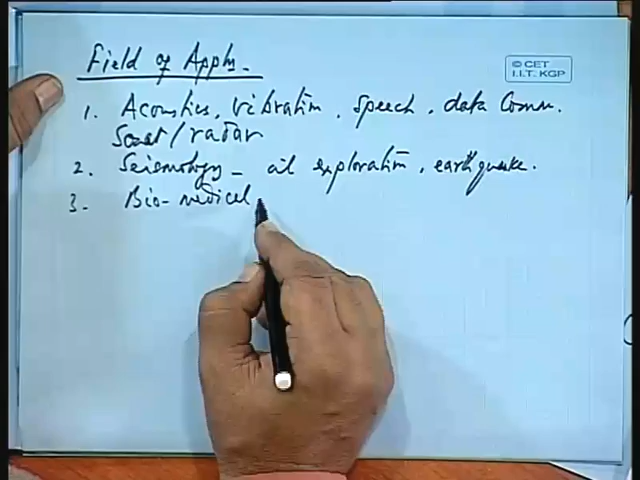 Field of Appln.
© CET
I.I.T. KGP
1. Acoustics, vibration, speech, data Comm.
Sonar/radar
2. Seismology - oil exploration, earthquake.
3. Bio-medical